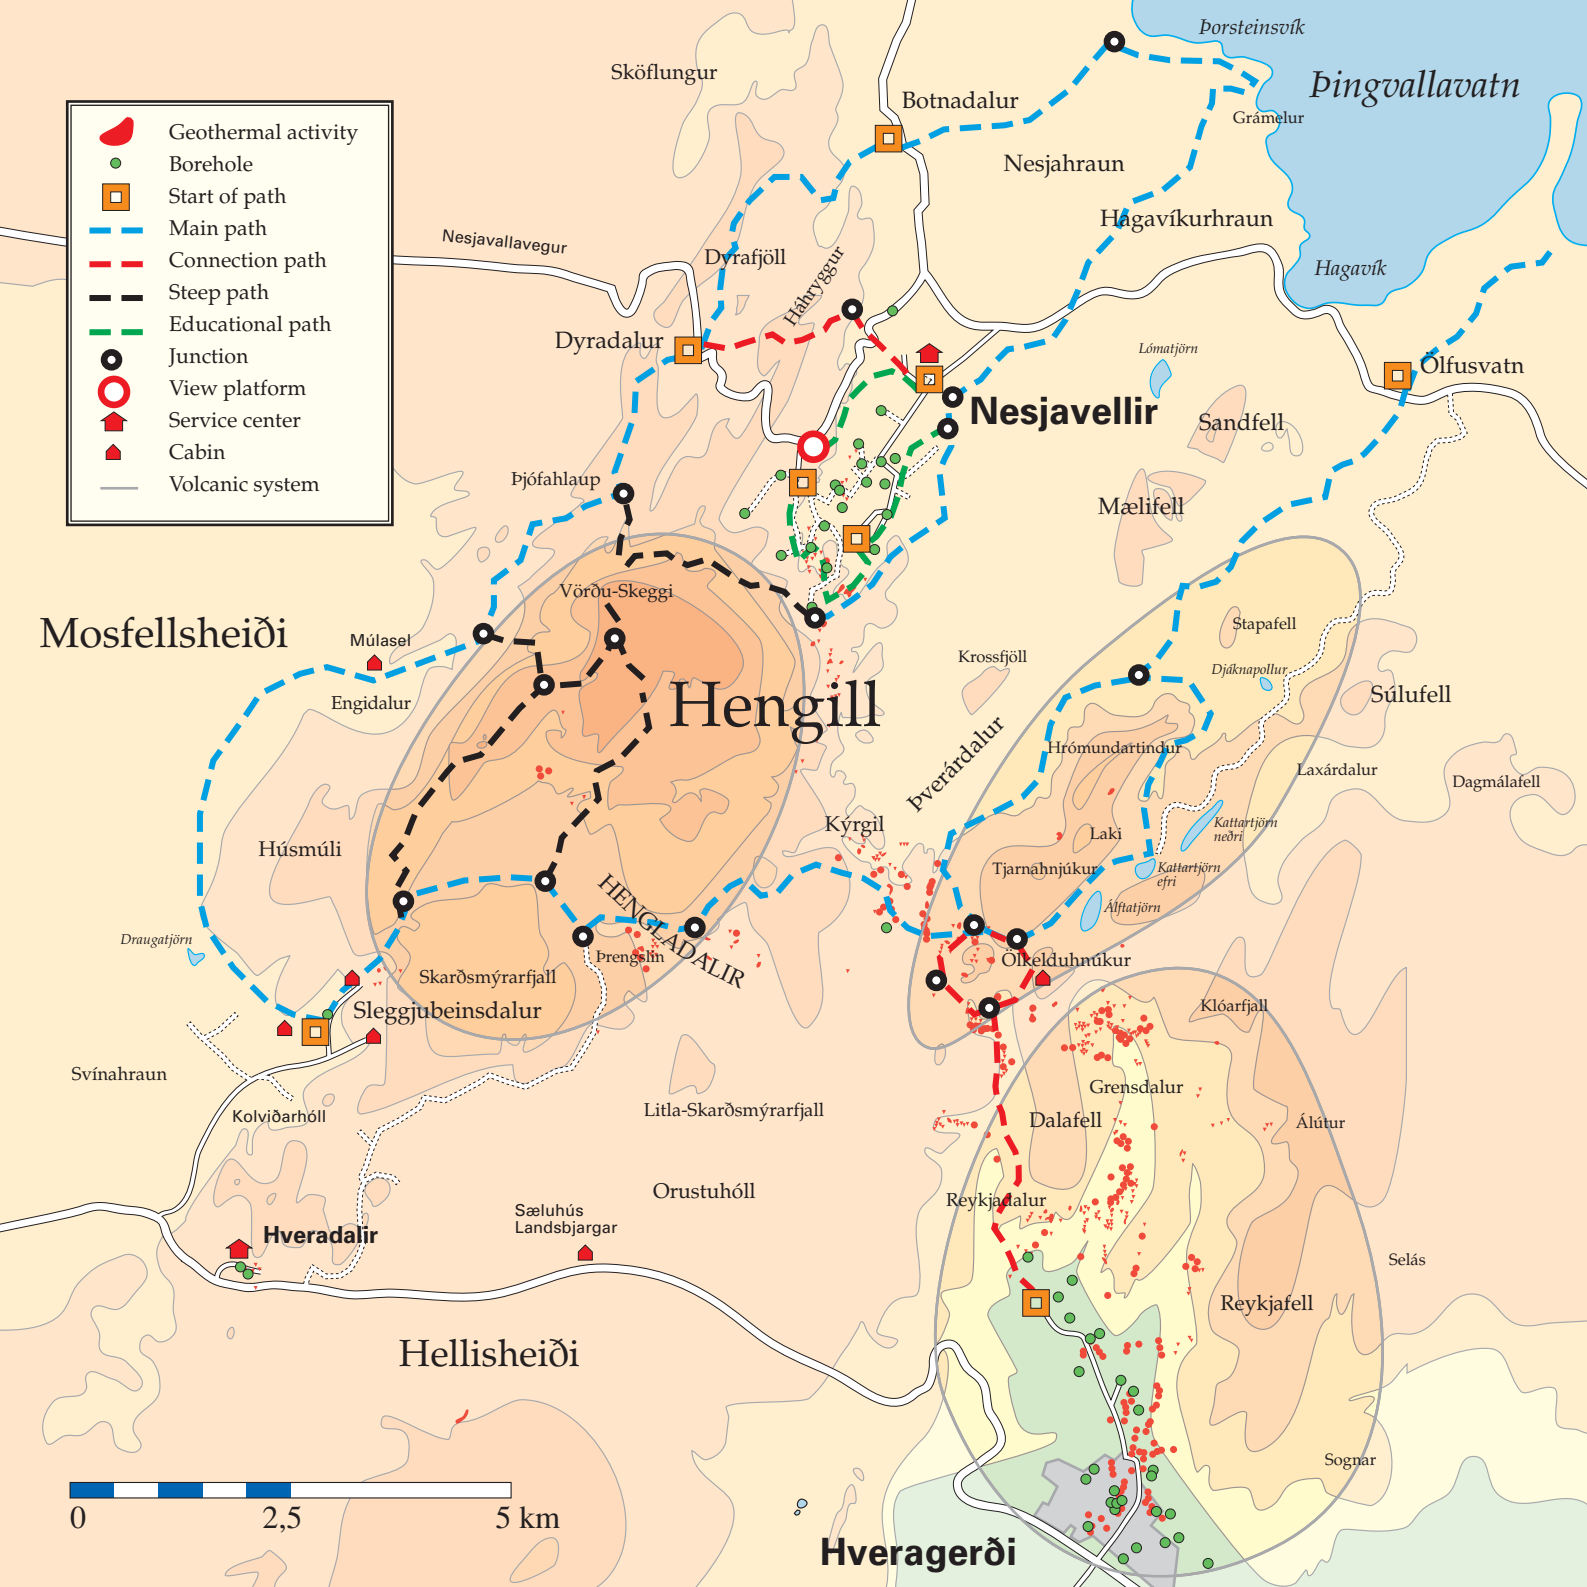 Þorsteinsvík
Sköflungur
Þingvallavatn
Botnadalur
Grámelur
Geothermal activity
Borehole
Start of path
Main path
Connection path
Steep path
Educational path
Junction
View platform
Service center
Cabin
Volcanic system
Nesjahraun
Hagavíkurhraun
Nesjavallavegur
Dyrafjöll
Háhryggur
Hagavík
Dyradalur
Lómatjörn
Ölfusvatn
Nesjavellir
Sandfell
Þjófahlaup
Mælifell
Vörðu-Skeggi
Mosfellsheiði
Múlasel
Stapafell
Krossfjöll
Djáknapollur
Engidalur
Hengill
Súlufell
Þverárdalur
Hrómundartindur
Laxárdalur
Dagmálafell
Kýrgil
Kattartjörn
neðri
Laki
Húsmúli
Tjarnahnjúkur
Kattartjörn
efri
HENGLADALIR
Álftatjörn
Draugatjörn
Þrengslin
Ölkelduhnúkur
Skarðsmýrarfjall
Sleggjubeinsdalur
Klóarfjall
Svínahraun
Grensdalur
Kolviðarhóll
Litla-Skarðsmýrarfjall
Dalafell
Álútur
Orustuhóll
Reykjadalur
Sæluhús
Landsbjargar
Hveradalir
Selás
Reykjafell
Hellisheiði
Sognar
0
2,5
5 km
Hveragerði